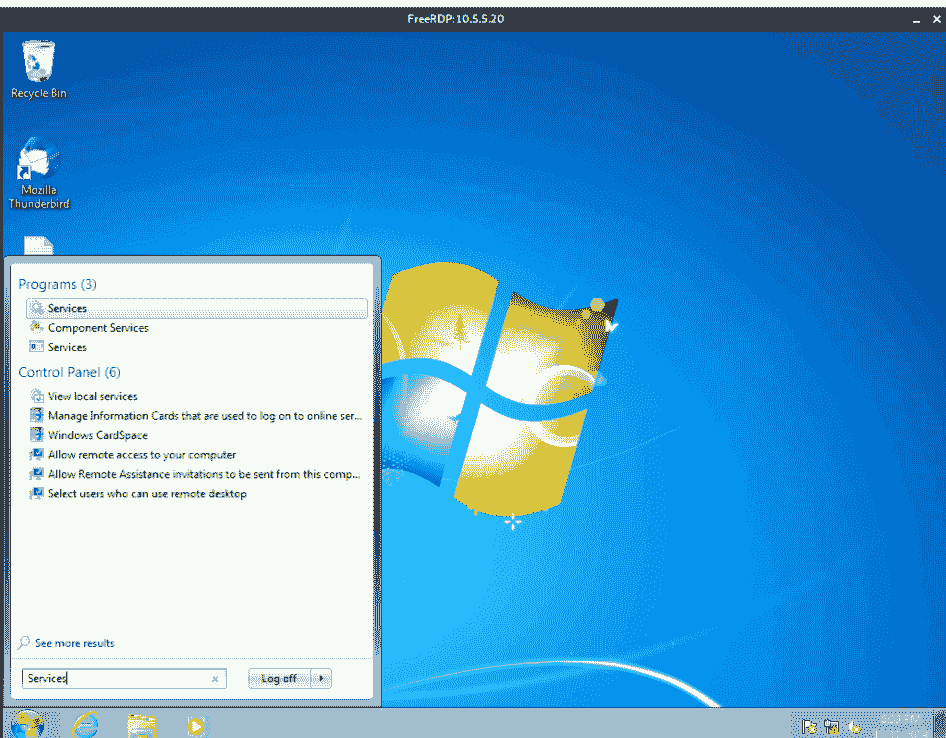 FreeRDP: 10.5.5.20
Recycle Bin
Mozilla
Thunderbird
Programs (3)
Services
Component Services
Services
Control Panel (6)
View local services
Manage Information Cards that are used to log on to online ser...
Windows CardSpace
Allow remote access to your computer
Allow Remote Assistance invitations to be sent from this comp...
Select users who can use remote desktop
See more results
Services
Log off